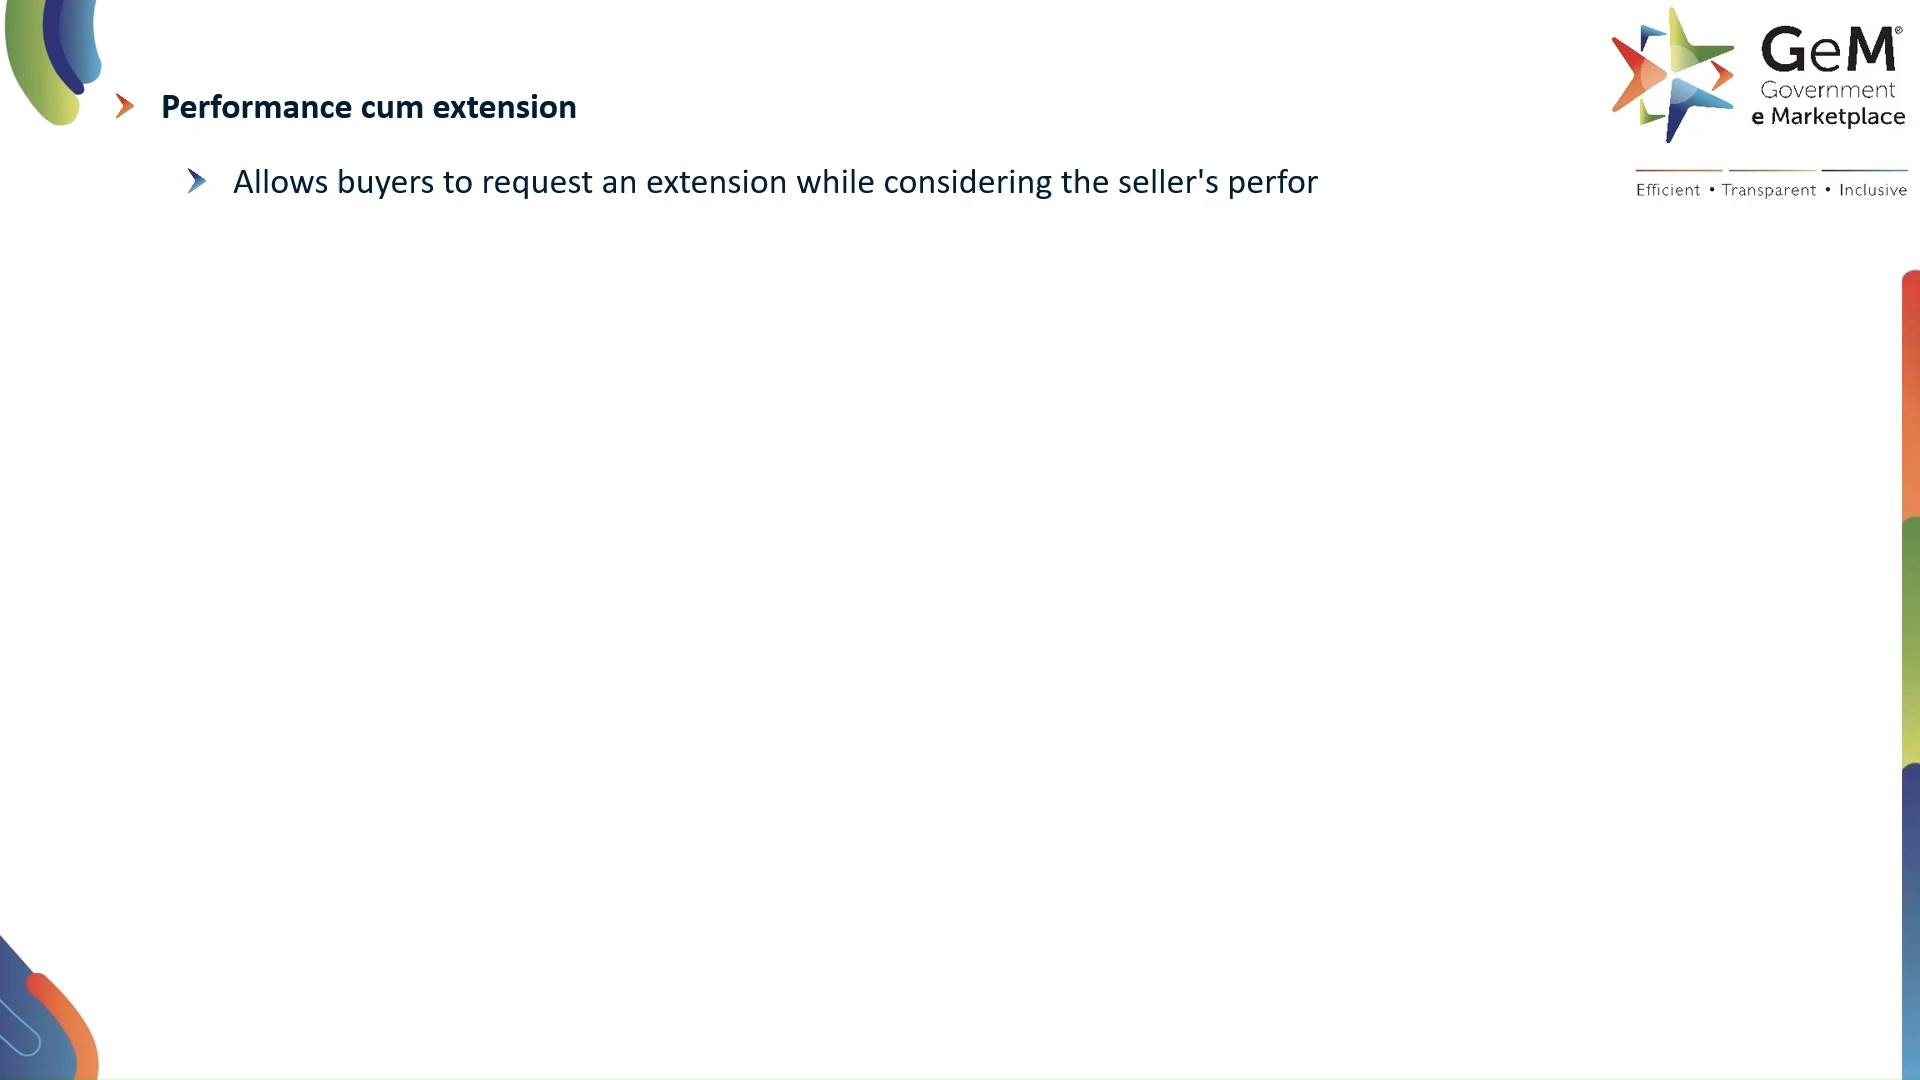 Performance cum extension
Allows buyers to request an extension while considering the seller's perfor
GeM®
Government
e Marketplace
Efficient • Transparent • Inclusive